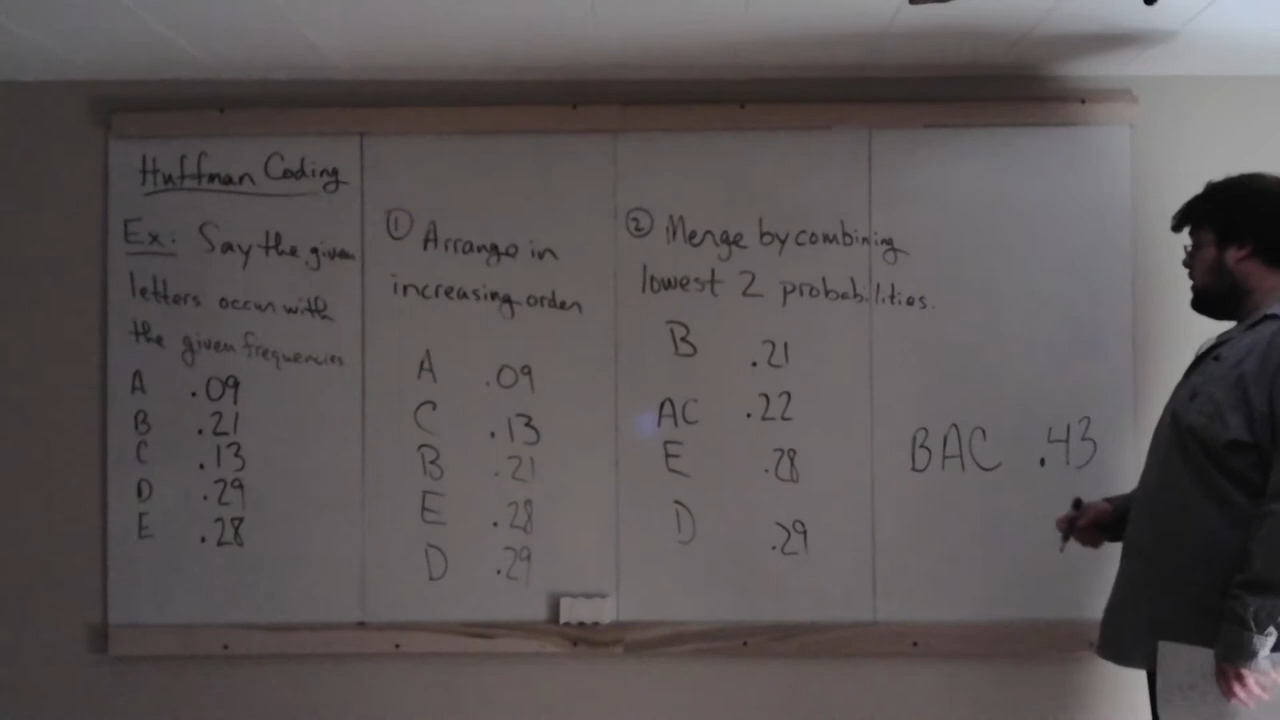 Huffman Coding
Ex: Say the given
letters occur with
the given frequencies
A .09
B .21
C .13
D .29
E .28
① Arrange in
increasing order
A .09
C .13
B .21
E .28
D .29
② Merge by combining
lowest 2 probabilities.
B .21
AC .22
E .28
D .29
BAC .43